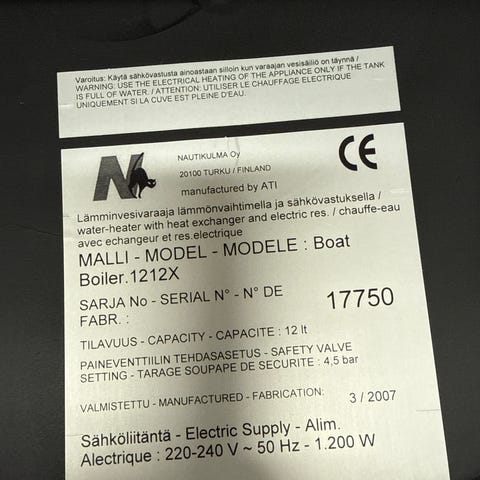 Varoitus: Käytä sähkövastusta ainoastaan silloin kun varaajan vesisäiliö on täynnä /
WARNING: USE THE ELECTRICAL HEATING OF THE APPLIANCE ONLY IF THE TANK
IS FULL OF WATER. / ATTENTION: UTILISER LE CHAUFFAGE ELECTRIQUE
UNIQUEMENT SI LA CUVE EST PLEINE D'EAU.
N
NAUTIKULMA Oy
20100 TURKU / FINLAND
manufactured by ATI
CE
Lämminvesivaraaja lämmönvaihtimella ja sähkövastuksella /
water-heater with heat exchanger and electric res. / chauffe-eau
avec echangeur et res.electrique
MALLI - MODEL - MODELE : Boat
Boiler.1212X
SARJA No - SERIAL N° - N° DE
FABR. :
17750
TILAVUUS - CAPACITY - CAPACITE : 12 lt
PAINEVENTTIILIN TEHDASASETUS - SAFETY VALVE
SETTING - TARAGE SOUPAPE DE SECURITE : 4,5 bar
VALMISTETTU - MANUFACTURED - FABRICATION: 3 / 2007
Sähköliitäntä - Electric Supply - Alim.
Alectrique : 220-240 V ~ 50 Hz - 1.200 W